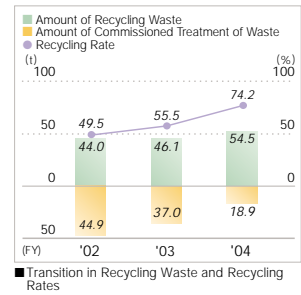 Amount of Recycling Waste
Amount of Commissioned Treatment of Waste
Recycling Rate
(t) (%)
100 100
74.2
55.5
49.5
50 50
54.5
44.0 46.1
0 0
18.9
37.0
44.9
50
(FY) '02 '03 '04
■Transition in Recycling Waste and Recycling
Rates